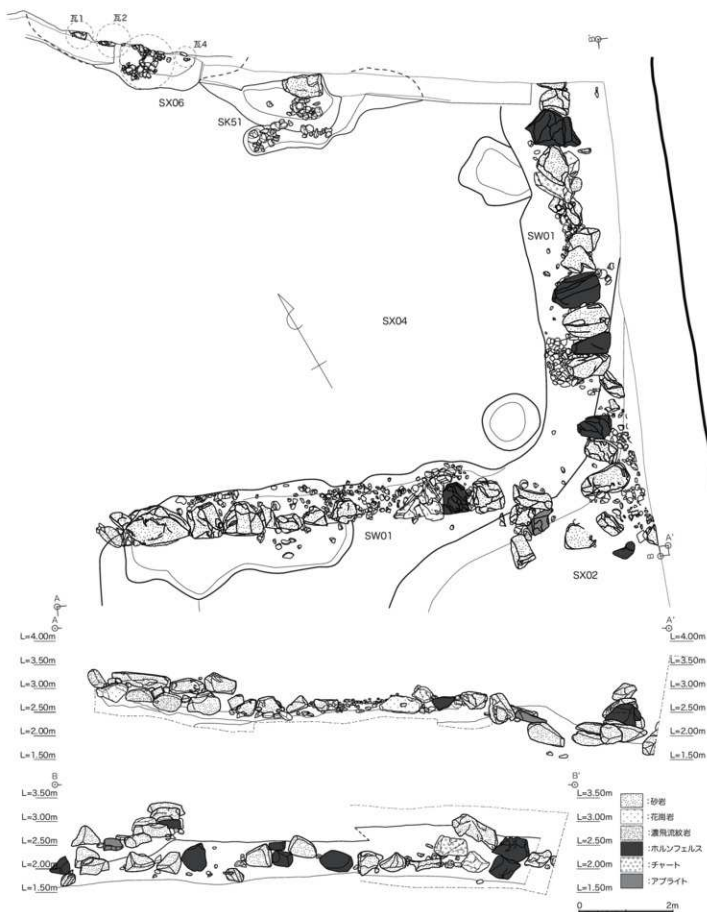 瓦1
瓦2
瓦4
SX06
SK51
SW01
SX04
SW01
SX02
A
A'
L=4.00m
L=3.50m
L=3.00m
L=2.50m
L=2.00m
L=1.50m
L=4.00m
L=3.50m
L=3.00m
L=2.50m
L=2.00m
L=1.50m
B
B'
L=3.50m
L=3.00m
L=2.50m
L=2.00m
L=1.50m
L=3.50m
L=3.00m
L=2.50m
L=2.00m
L=1.50m
:砂岩
:花崗岩
:濃飛流紋岩
:ホルンフェルス
:チャート
:アプライト
0 2m